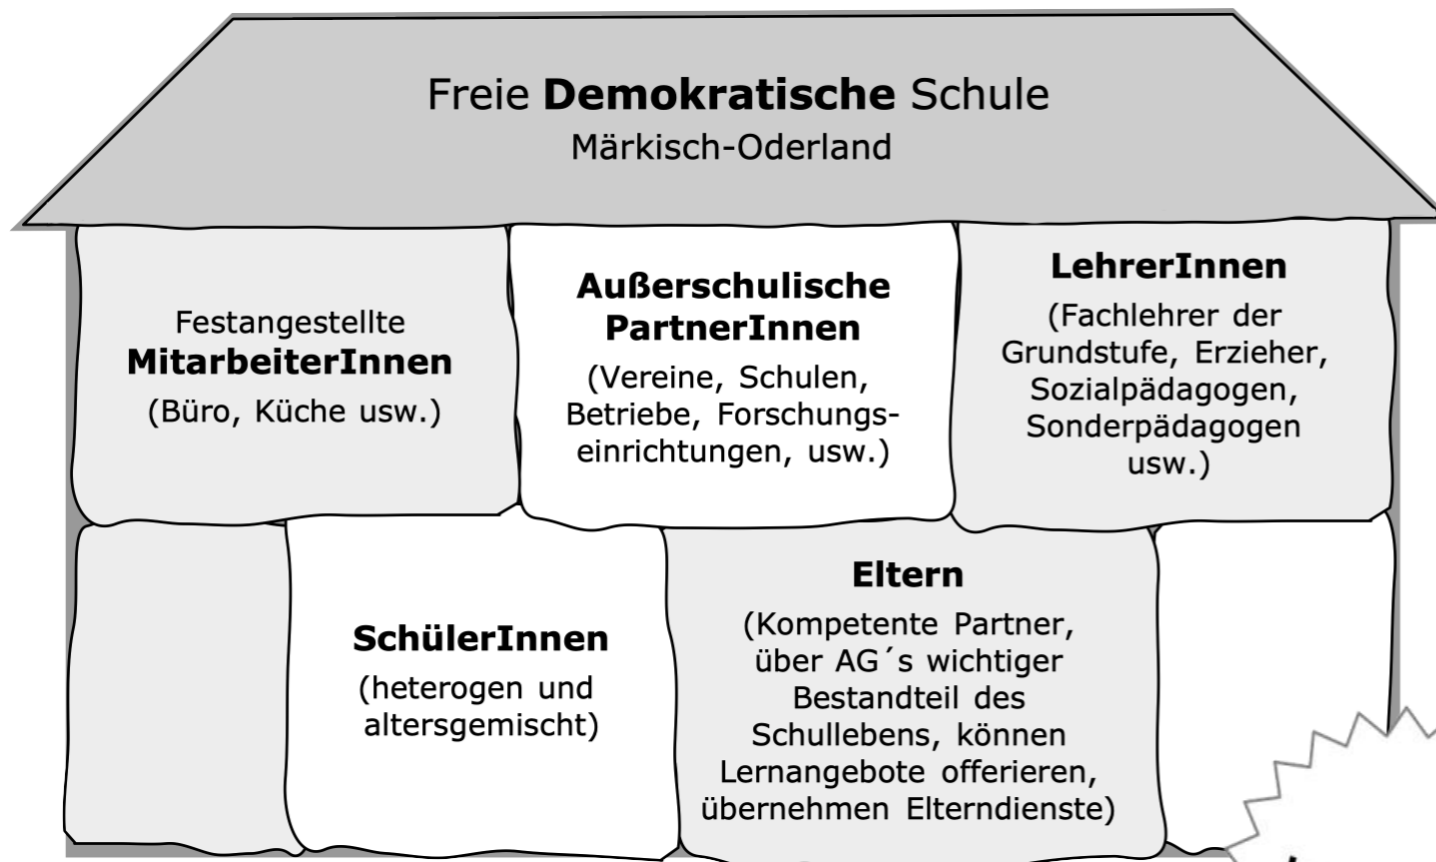 Freie Demokratische Schule
Märkisch-Oderland
Festangestellte
MitarbeiterInnen
(Büro, Küche usw.)
Außerschulische
PartnerInnen
(Vereine, Schulen,
Betriebe, Forschungs-
einrichtungen, usw.)
LehrerInnen
(Fachlehrer der
Grundstufe, Erzieher,
Sozialpädagogen,
Sonderpädagogen
usw.)
SchülerInnen
(heterogen und
altersgemischt)
Eltern
(Kompetente Partner,
über AG´s wichtiger
Bestandteil des
Schullebens, können
Lernangebote offerieren,
übernehmen Elterndienste)